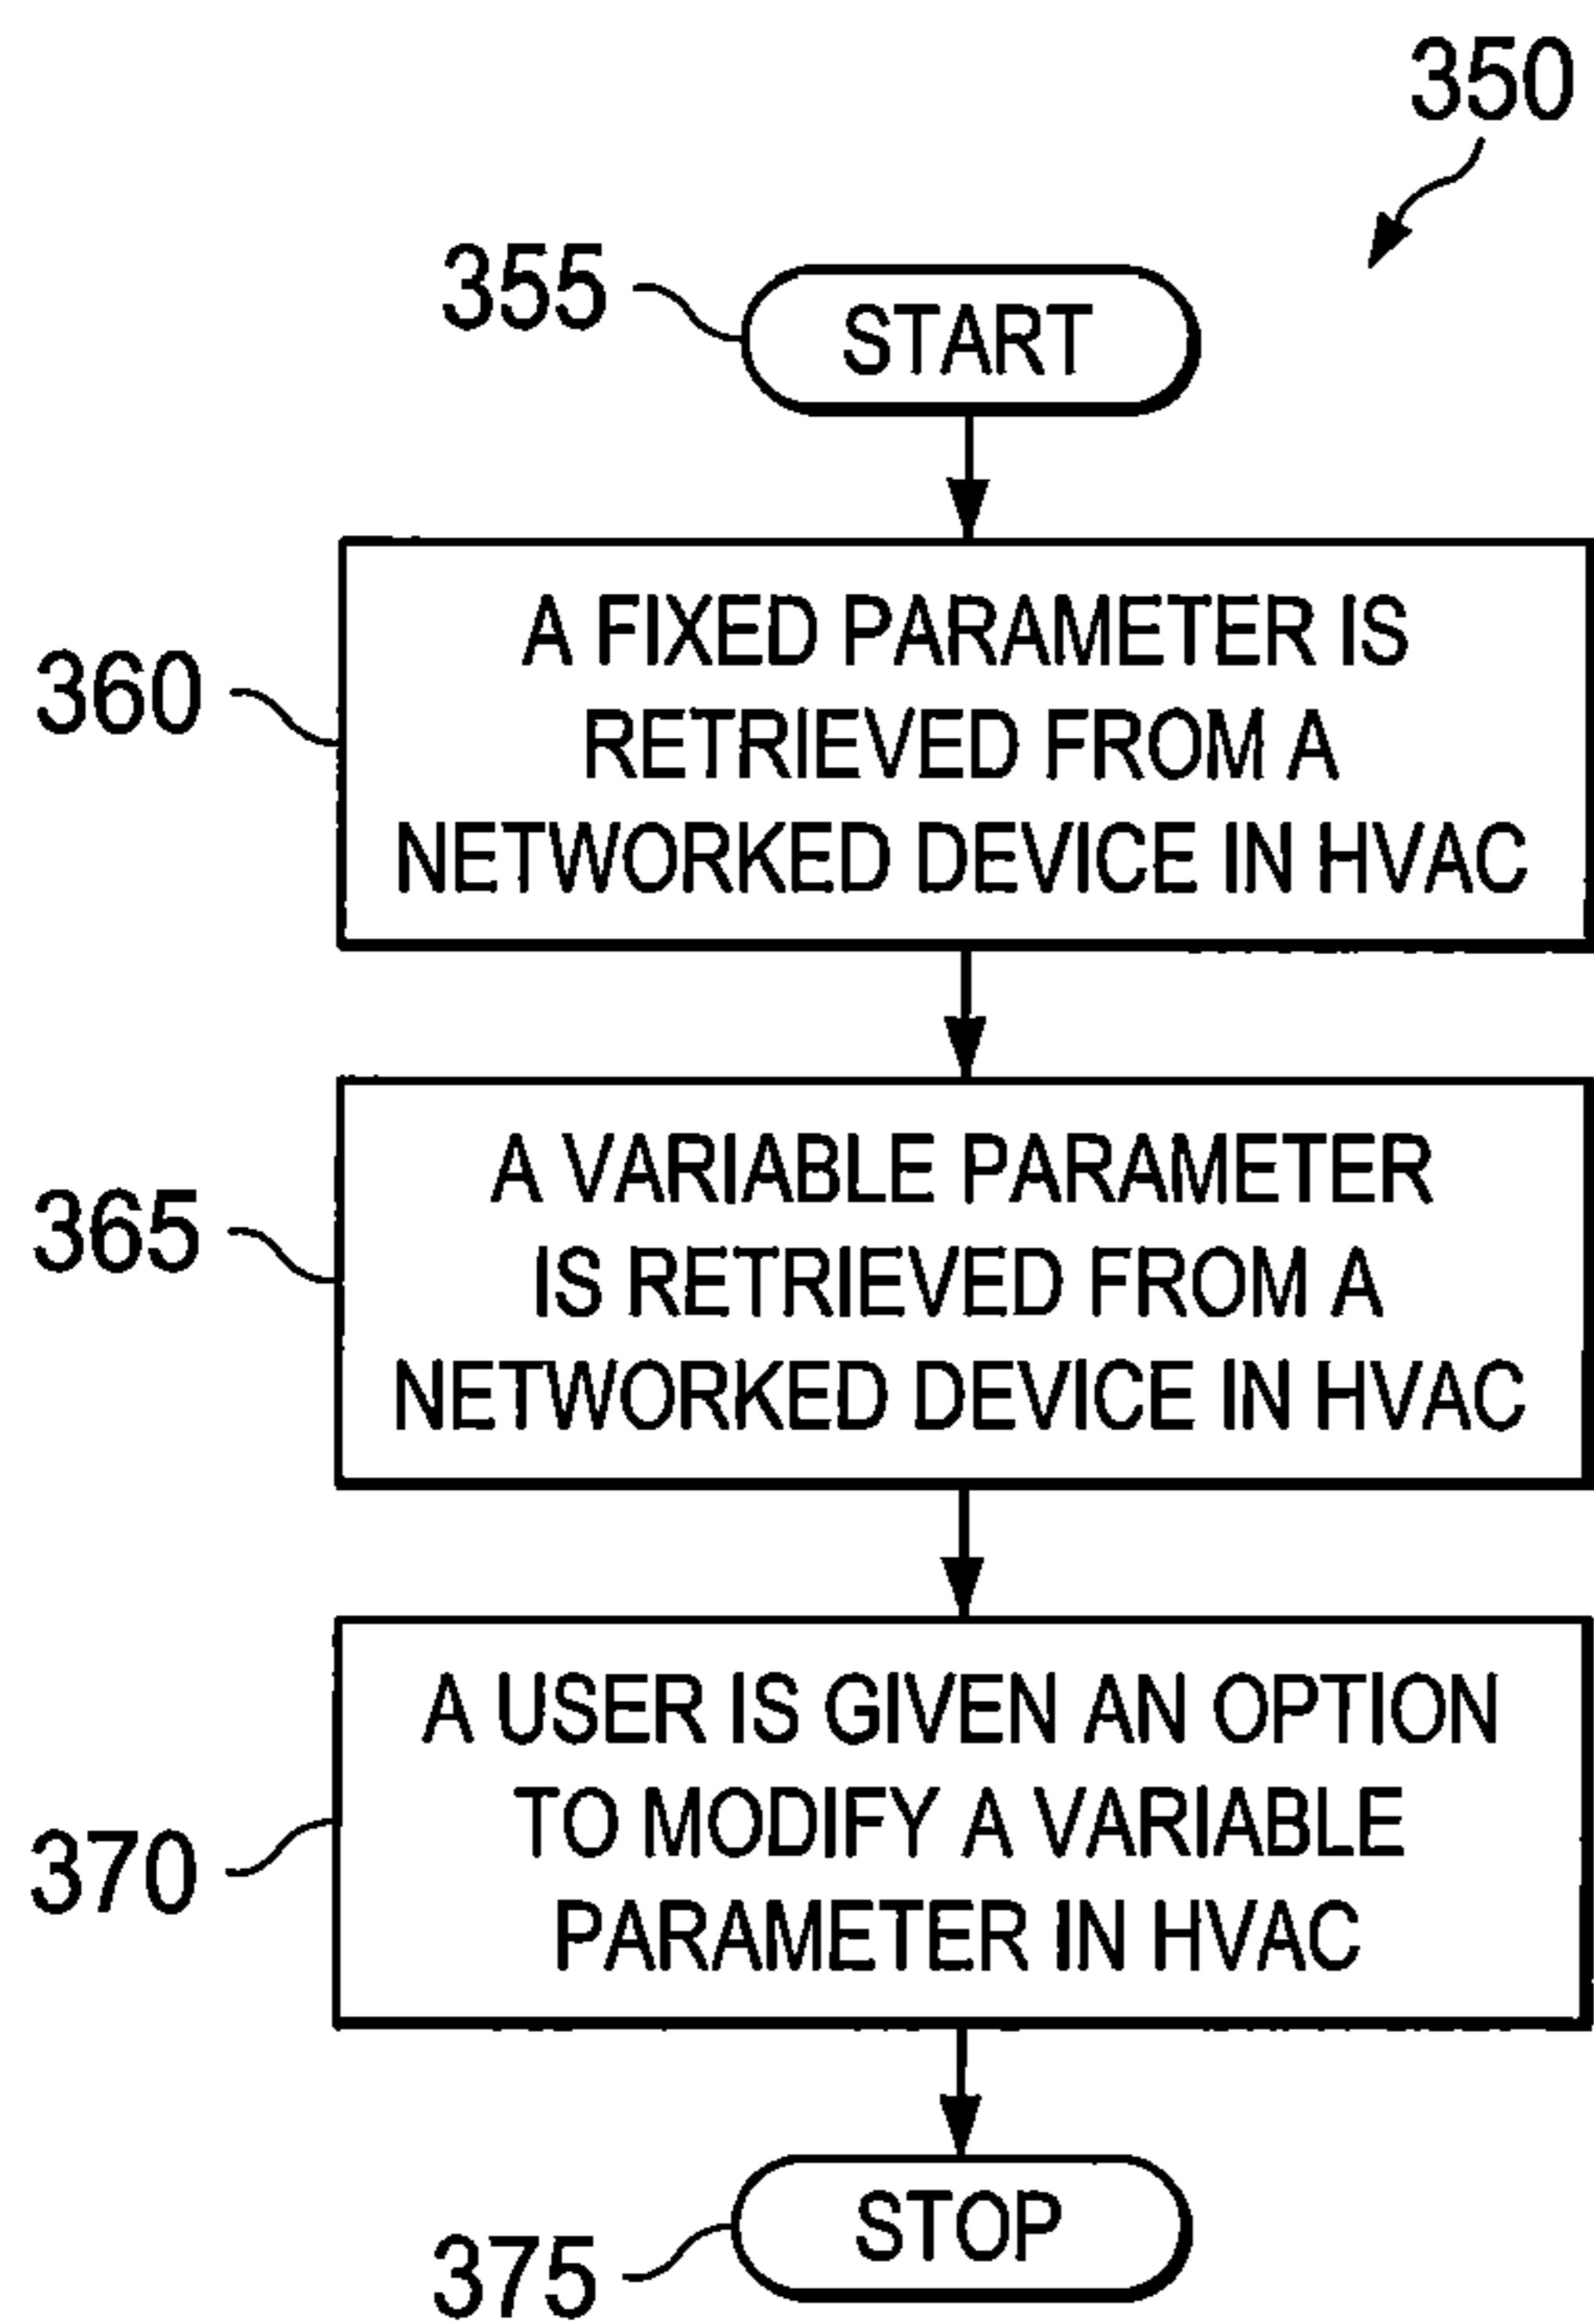 350
355
START
A FIXED PARAMETER IS
RETRIEVED FROM A
NETWORKED DEVICE IN HVAC
360
A VARIABLE PARAMETER
IS RETRIEVED FROM A
NETWORKED DEVICE IN HVAC
365
A USER IS GIVEN AN OPTION
TO MODIFY A VARIABLE
PARAMETER IN HVAC
370
STOP
375